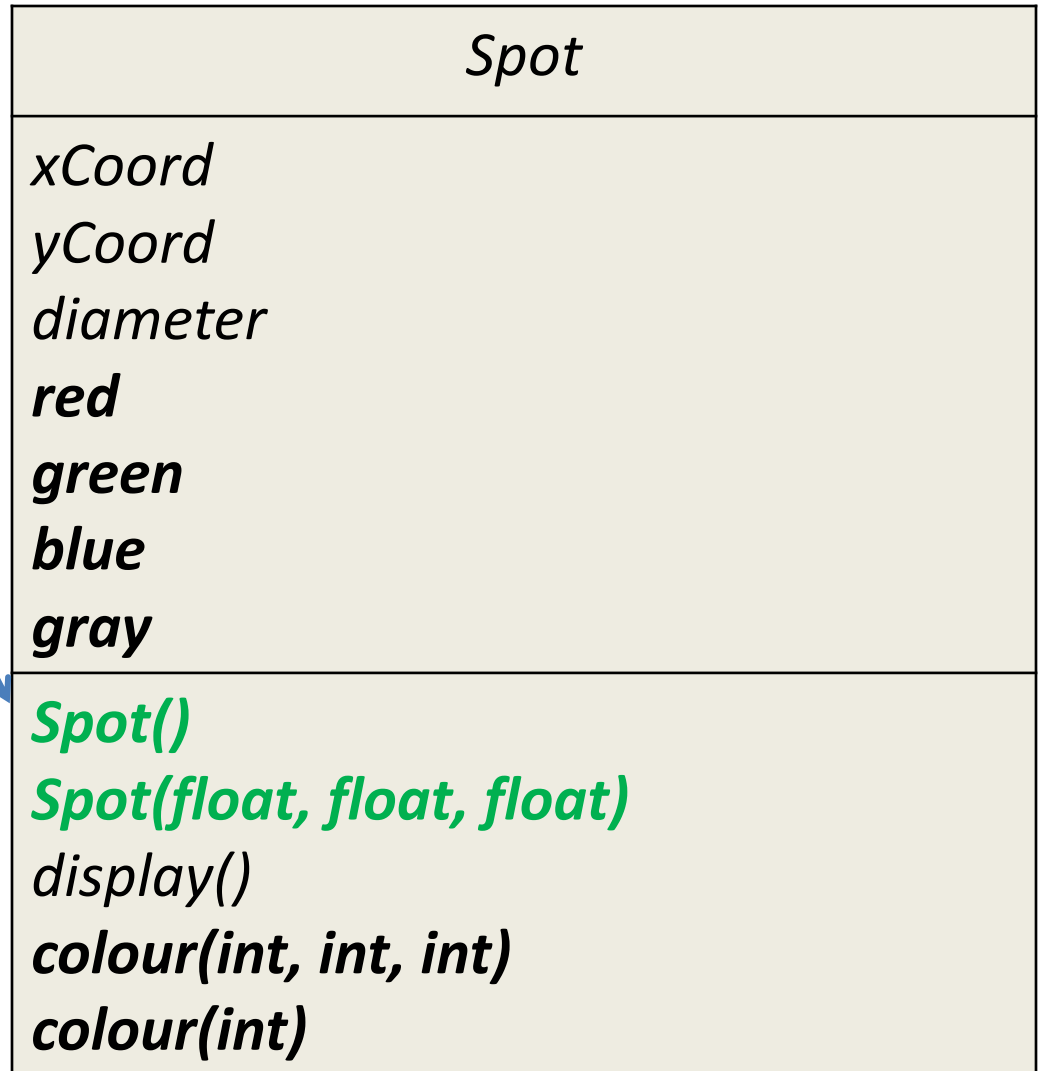 Spot
xCoord
yCoord
diameter
red
green
blue
gray
Spot()
Spot(float, float, float)
display()
colour(int, int, int)
colour(int)